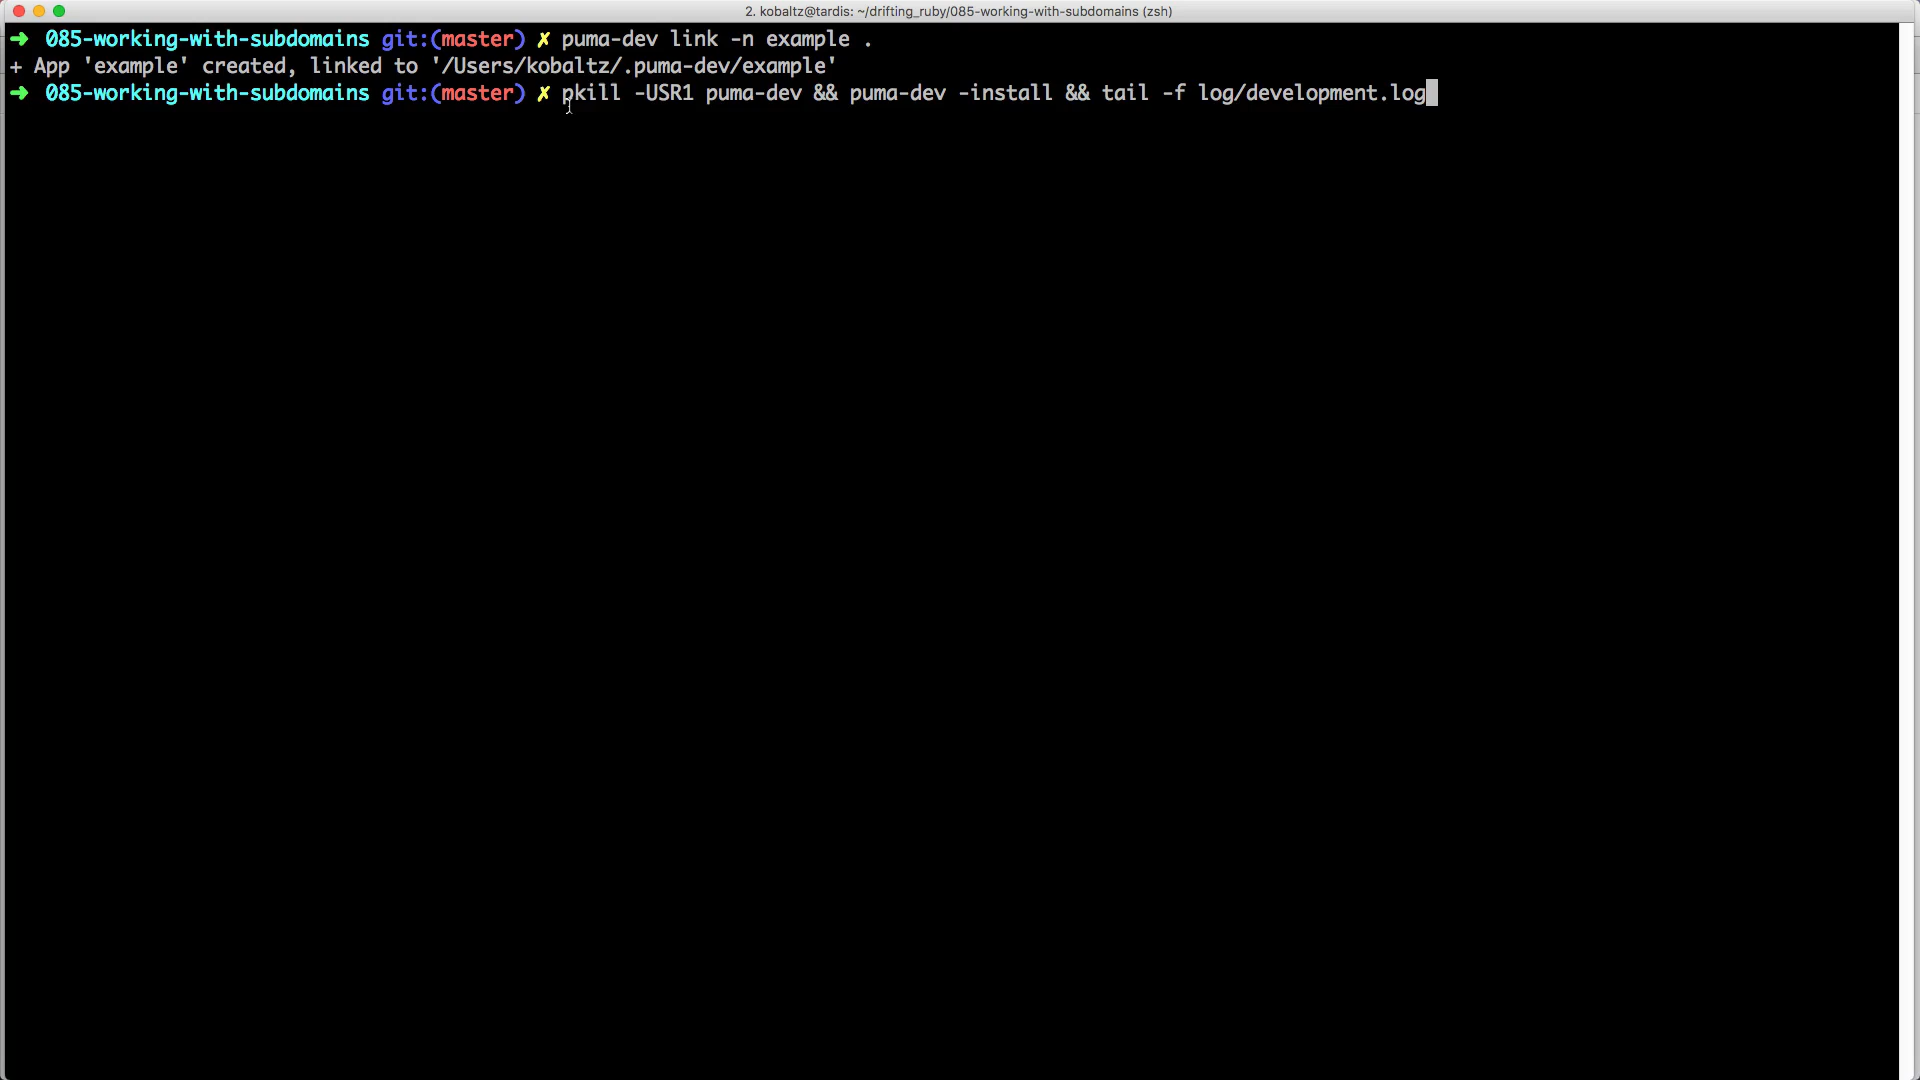 2. kobaltz@tardis: ~/drifting_ruby/085-working-with-subdomains (zsh)
➜ 085-working-with-subdomains git:(master) ✗ puma-dev link -n example .
+ App 'example' created, linked to '/Users/kobaltz/.puma-dev/example'
➜ 085-working-with-subdomains git:(master) ✗ pkill -USR1 puma-dev && puma-dev -install && tail -f log/development.log